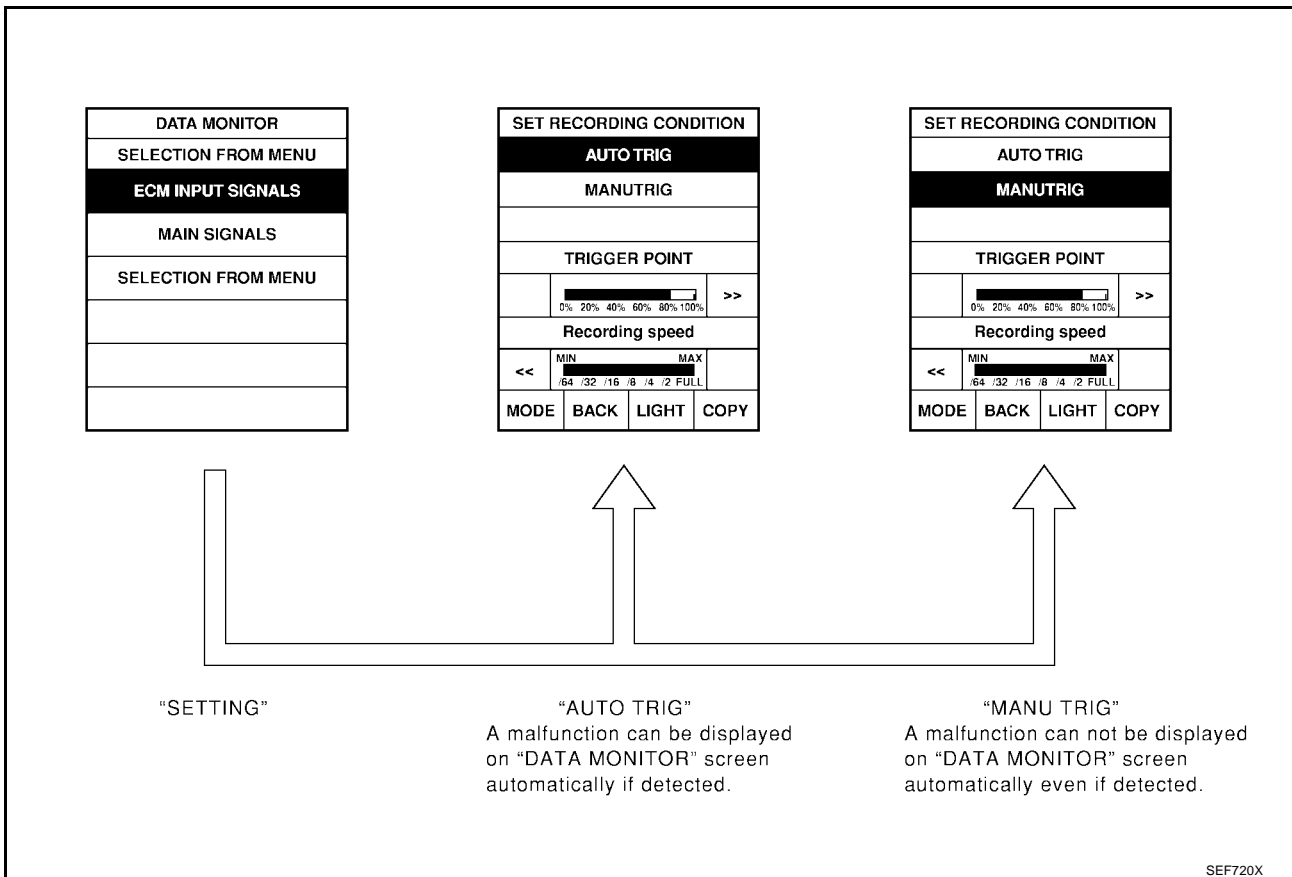 DATA MONITOR
SELECTION FROM MENU
ECM INPUT SIGNALS
MAIN SIGNALS
SELECTION FROM MENU
SET RECORDING CONDITION
AUTO TRIG
MANUTRIG
TRIGGER POINT
>>
0% 20% 40% 60% 80% 100%
Recording speed
MIN MAX
<<
/64 /32 /16 /8 /4 /2 FULL
MODE BACK LIGHT COPY
SET RECORDING CONDITION
AUTO TRIG
MANUTRIG
TRIGGER POINT
>>
0% 20% 40% 60% 80% 100%
Recording speed
MIN MAX
<<
/64 /32 /16 /8 /4 /2 FULL
MODE BACK LIGHT COPY
“SETTING”
“AUTO TRIG”
A malfunction can be displayed
on “DATA MONITOR” screen
automatically if detected.
“MANU TRIG”
A malfunction can not be displayed
on “DATA MONITOR” screen
automatically even if detected.
SEF720X